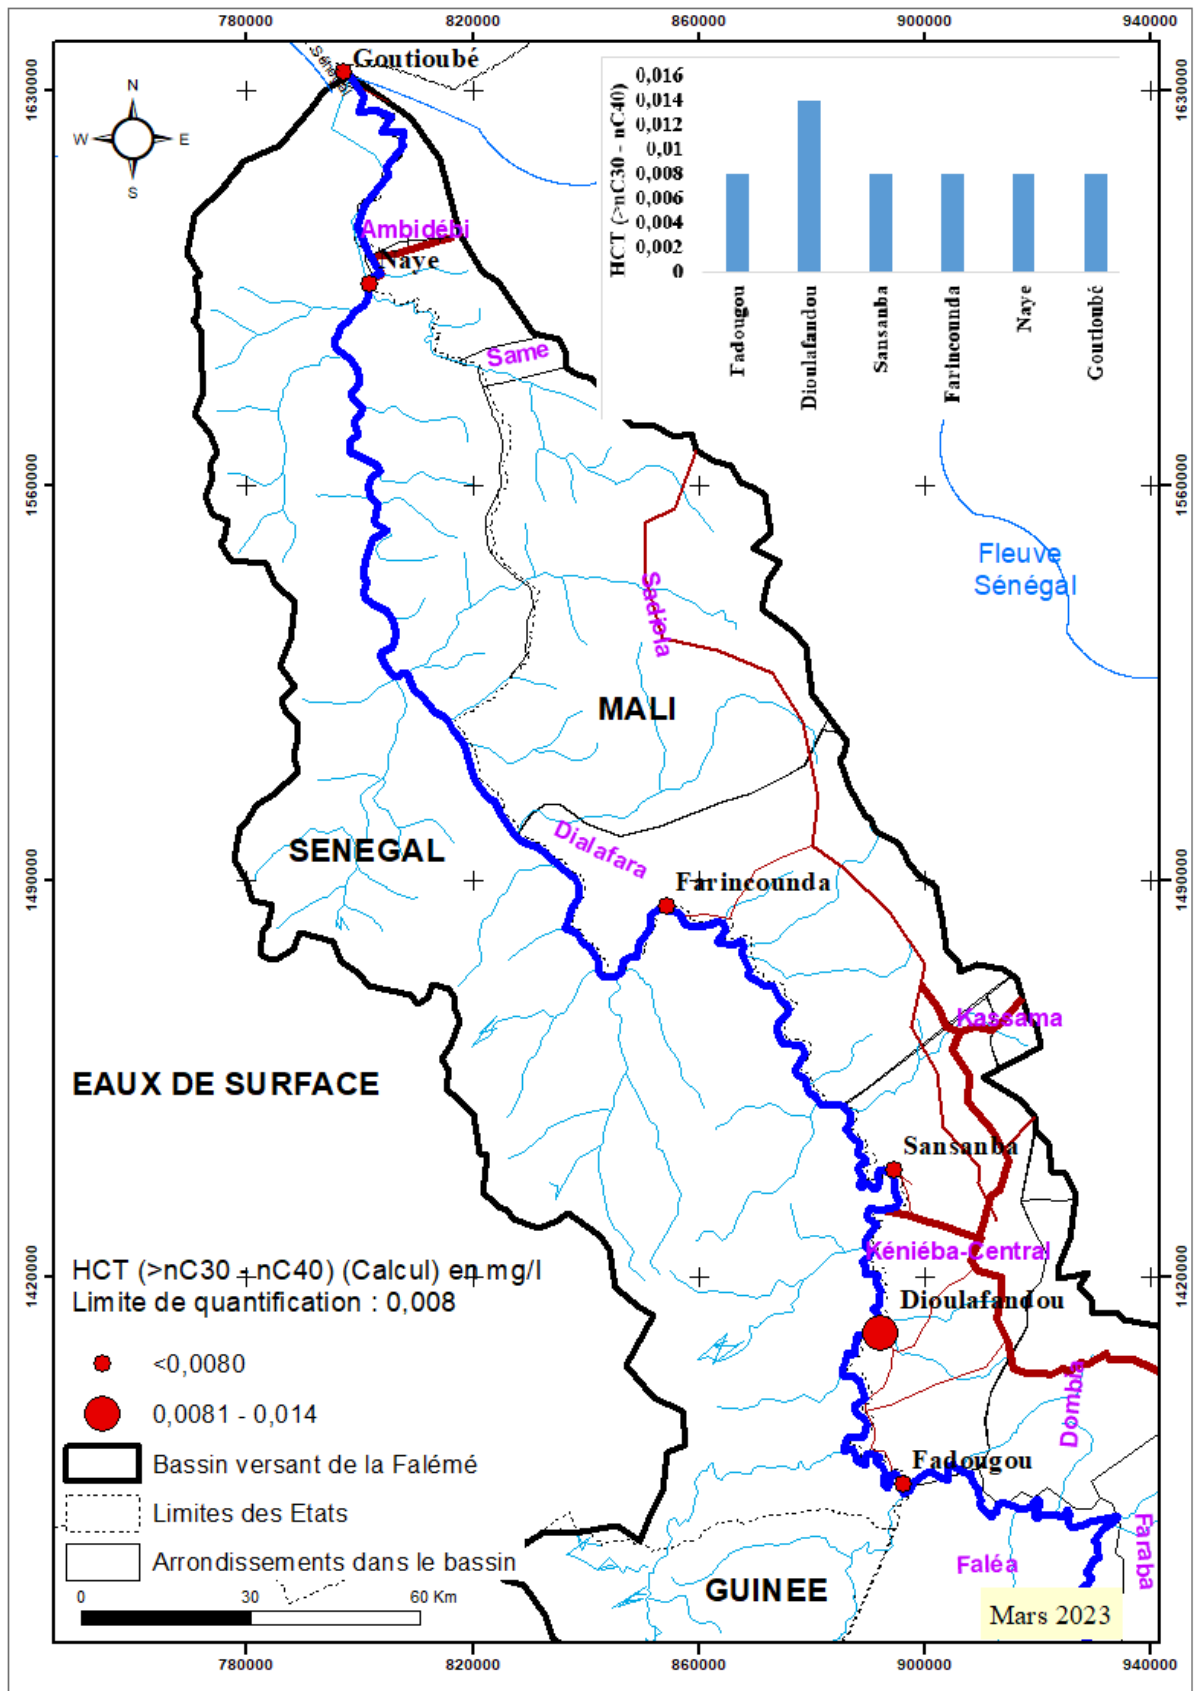 780000 820000 860000 900000 940000
1630000
1630000
1560000
1560000
1490000
1490000
1420000
1420000
N
W E
S
Goutioubé
Ambidébi
Naye
Same
HCT (>nC30 - nC40)
0,016
0,014
0,012
0,01
0,008
0,006
0,004
0,002
0
Fadougou
Dioulafandou
Sansanba
Farincounda
Naye
Goutioubé
Fleuve
Sénégal
Sadiola
MALI
SENEGAL
Dialafara
Farincounda
Kassama
EAUX DE SURFACE
Sansanba
Kéniéba-Central
Dioulafandou
Dombia
Fadougou
Faraba
Faléa
GUINEE
Mars 2023
HCT (>nC30 - nC40) (Calcul) en mg/l
Limite de quantification : 0,008
<0,0080
0,0081 - 0,014
Bassin versant de la Falémé
Limites des Etats
Arrondissements dans le bassin
0 30 60 Km
780000 820000 860000 900000 940000